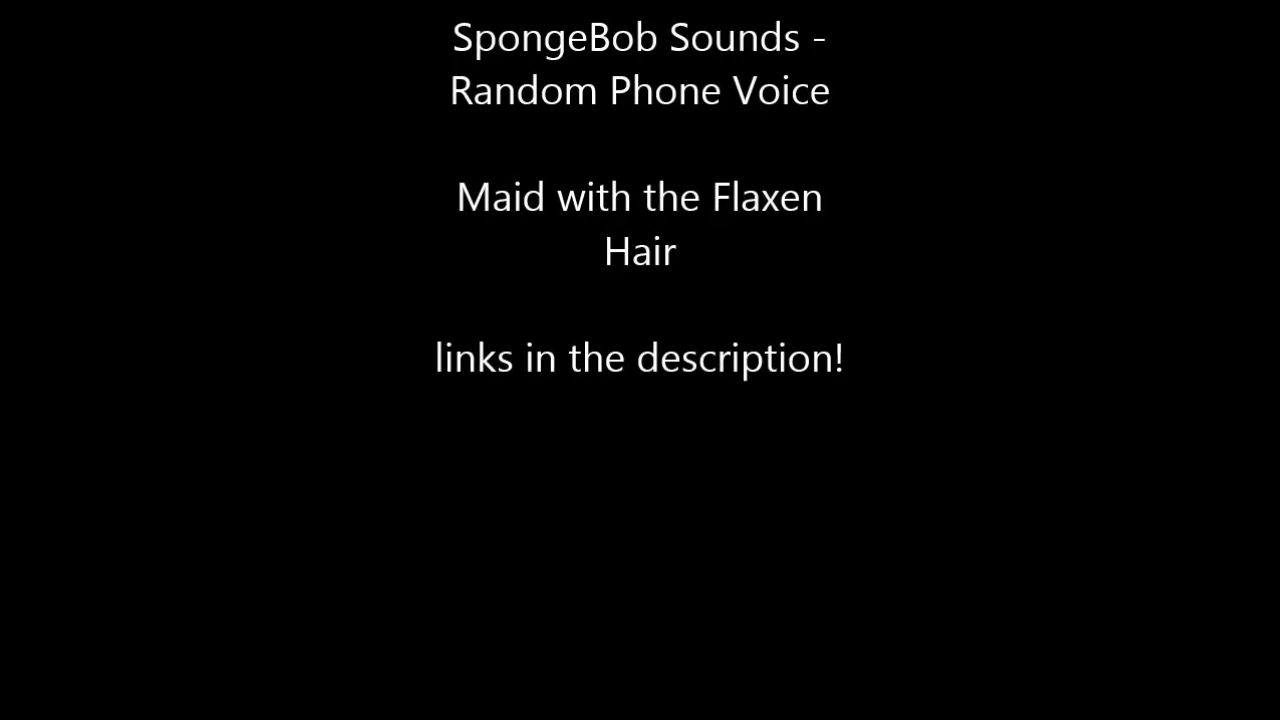 SpongeBob Sounds -
Random Phone Voice
Maid with the Flaxen
Hair
links in the description!